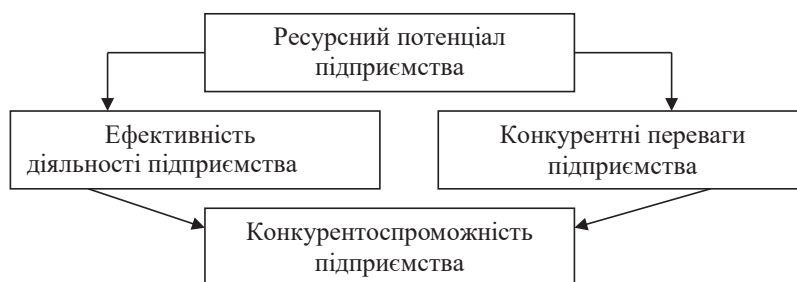 Ресурсний потенціал
підприємства
Ефективність
діяльності підприємства
Конкурентні переваги
підприємства
Конкурентоспроможність
підприємства